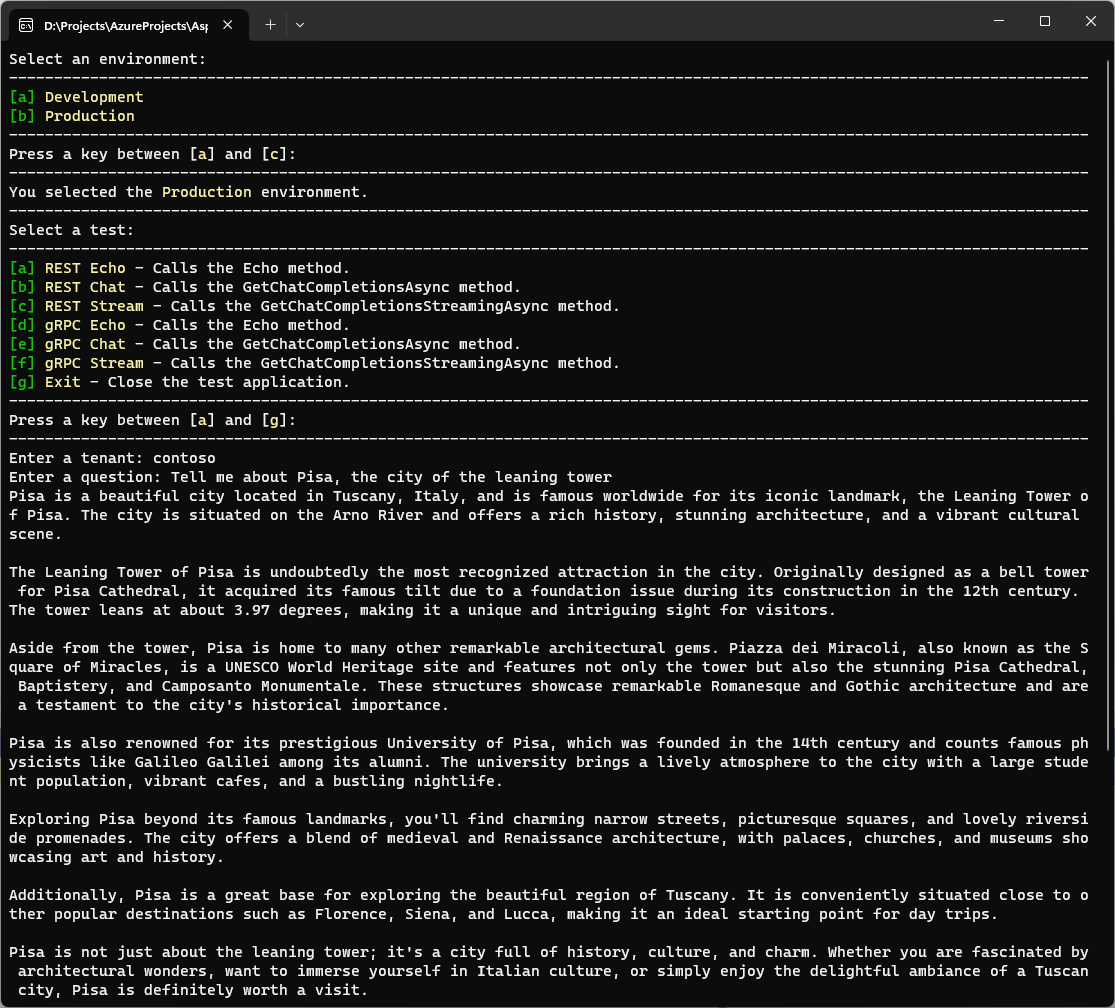 D:\Projects\AzureProjects\Asp
Select an environment:
------------------------------------------------------------------------------------------------------------------------
[a] Development
[b] Production
------------------------------------------------------------------------------------------------------------------------
Press a key between [a] and [c]:
------------------------------------------------------------------------------------------------------------------------
You selected the Production environment.
------------------------------------------------------------------------------------------------------------------------
Select a test:
------------------------------------------------------------------------------------------------------------------------
[a] REST Echo - Calls the Echo method.
[b] REST Chat - Calls the GetChatCompletionsAsync method.
[c] REST Stream - Calls the GetChatCompletionsStreamingAsync method.
[d] gRPC Echo - Calls the Echo method.
[e] gRPC Chat - Calls the GetChatCompletionsAsync method.
[f] gRPC Stream - Calls the GetChatCompletionsStreamingAsync method.
[g] Exit - Close the test application.
------------------------------------------------------------------------------------------------------------------------
Press a key between [a] and [g]:
------------------------------------------------------------------------------------------------------------------------
Enter a tenant: contoso
Enter a question: Tell me about Pisa, the city of the leaning tower
Pisa is a beautiful city located in Tuscany, Italy, and is famous worldwide for its iconic landmark, the Leaning Tower o
f Pisa. The city is situated on the Arno River and offers a rich history, stunning architecture, and a vibrant cultural
scene.

The Leaning Tower of Pisa is undoubtedly the most recognized attraction in the city. Originally designed as a bell tower
 for Pisa Cathedral, it acquired its famous tilt due to a foundation issue during its construction in the 12th century.
The tower leans at about 3.97 degrees, making it a unique and intriguing sight for visitors.

Aside from the tower, Pisa is home to many other remarkable architectural gems. Piazza dei Miracoli, also known as the S
quare of Miracles, is a UNESCO World Heritage site and features not only the tower but also the stunning Pisa Cathedral,
 Baptistery, and Camposanto Monumentale. These structures showcase remarkable Romanesque and Gothic architecture and are
 a testament to the city's historical importance.

Pisa is also renowned for its prestigious University of Pisa, which was founded in the 14th century and counts famous ph
ysicists like Galileo Galilei among its alumni. The university brings a lively atmosphere to the city with a large stude
nt population, vibrant cafes, and a bustling nightlife.

Exploring Pisa beyond its famous landmarks, you'll find charming narrow streets, picturesque squares, and lovely riversi
de promenades. The city offers a blend of medieval and Renaissance architecture, with palaces, churches, and museums sho
wcasing art and history.

Additionally, Pisa is a great base for exploring the beautiful region of Tuscany. It is conveniently situated close to o
ther popular destinations such as Florence, Siena, and Lucca, making it an ideal starting point for day trips.

Pisa is not just about the leaning tower; it's a city full of history, culture, and charm. Whether you are fascinated by
 architectural wonders, want to immerse yourself in Italian culture, or simply enjoy the delightful ambiance of a Tuscan
 city, Pisa is definitely worth a visit.